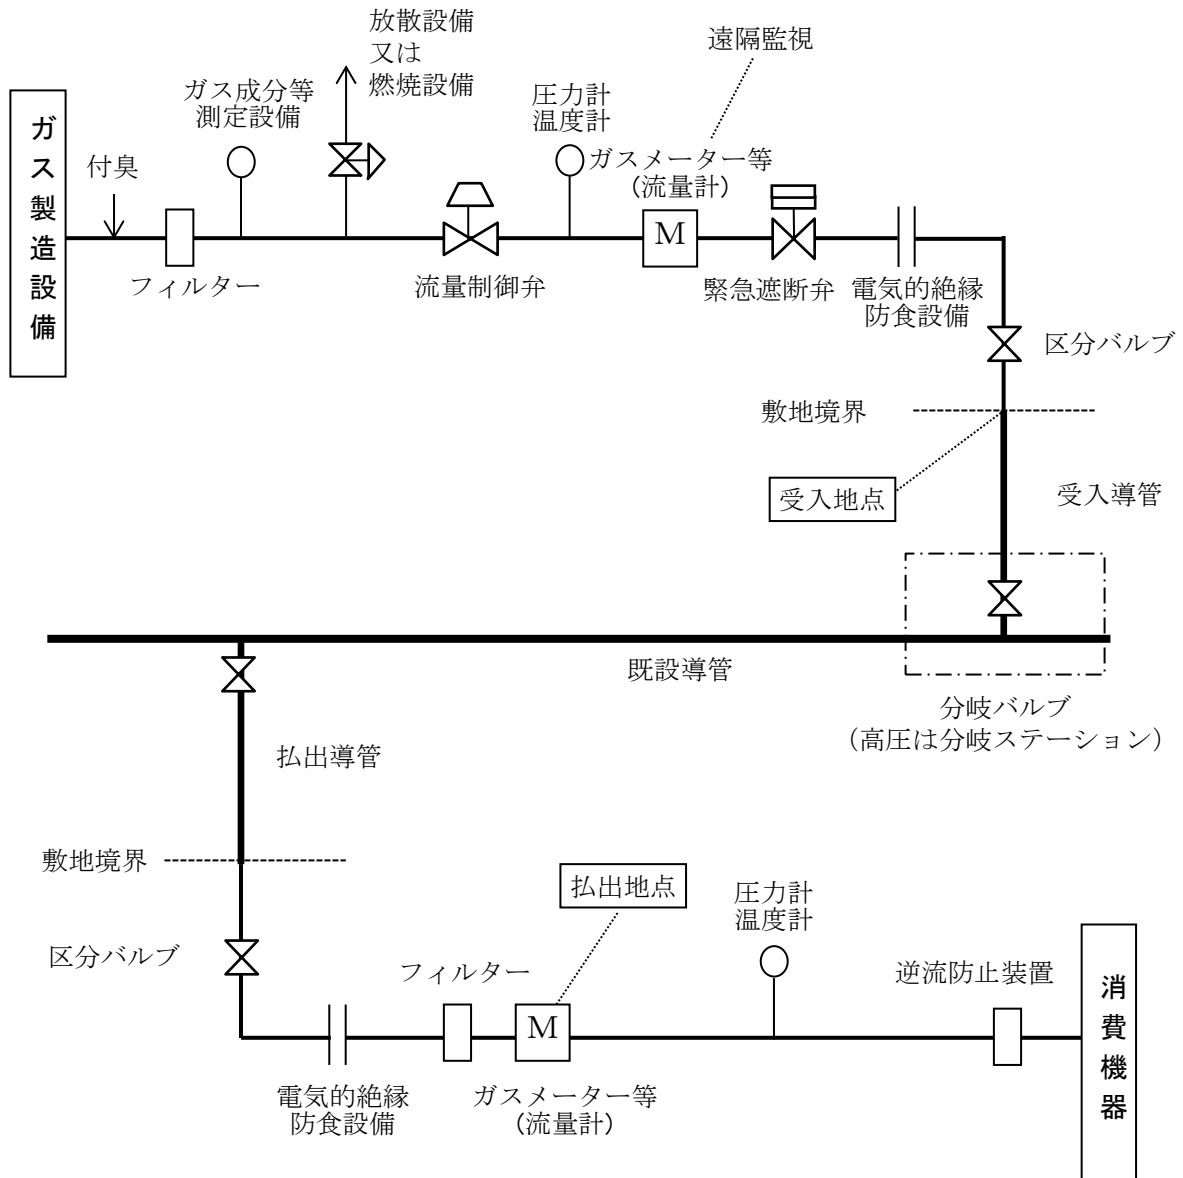 放散設備
又は
燃焼設備
遠隔監視
ガス成分等
測定設備
圧力計
温度計
ガス製造設備
付臭
ガスメーター等
(流量計)
M
フィルター
流量制御弁
緊急遮断弁
電気的絶縁
防食設備
区分バルブ
敷地境界
受入地点
受入導管
既設導管
分岐バルブ
(高圧は分岐ステーション)
払出導管
敷地境界
払出地点
圧力計
温度計
区分バルブ
フィルター
逆流防止装置
消費機器
M
電気的絶縁
防食設備
ガスメーター等
(流量計)